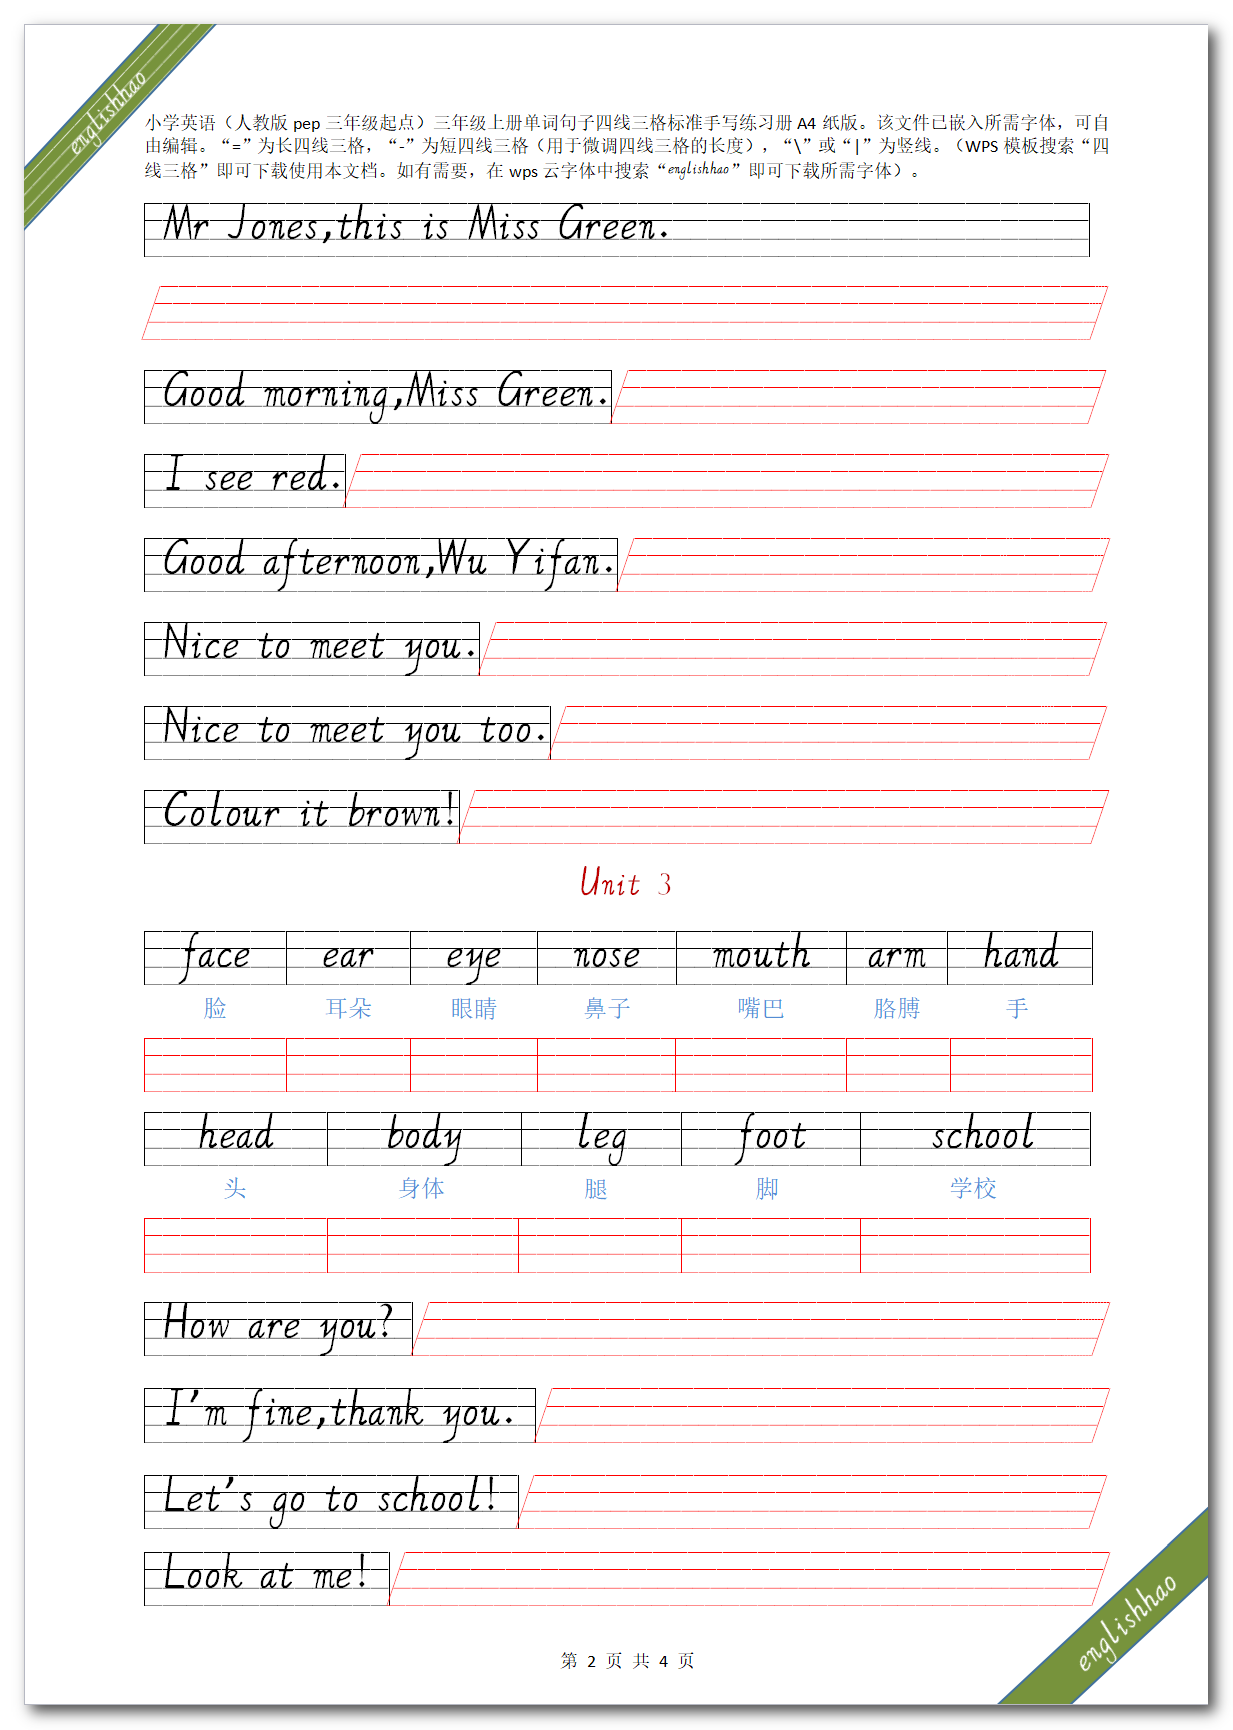 englishhao
小学英语（人教版 pep 三年级起点）三年级上册单词句子四线三格标准手写练习册 A4 纸版。该文件已嵌入所需字体，可自
由编辑。“=”为长四线三格，“-”为短四线三格（用于微调四线三格的长度），“\”或“|”为竖线。（WPS 模板搜索“四
线三格”即可下载使用本文档。如有需要，在 wps 云字体中搜索“englishhao”即可下载所需字体）。
Mr Jones,this is Miss Green.
Good morning,Miss Green.
I see red.
Good afternoon,Wu Yifan.
Nice to meet you.
Nice to meet you too.
Colour it brown!
Unit 3
face ear eye nose mouth arm hand
脸 耳朵 眼睛 鼻子 嘴巴 胳膊 手
head body leg foot school
头 身体 腿 脚 学校
How are you?
I'm fine,thank you.
Let's go to school!
Look at me!
englishhao
第 2 页 共 4 页